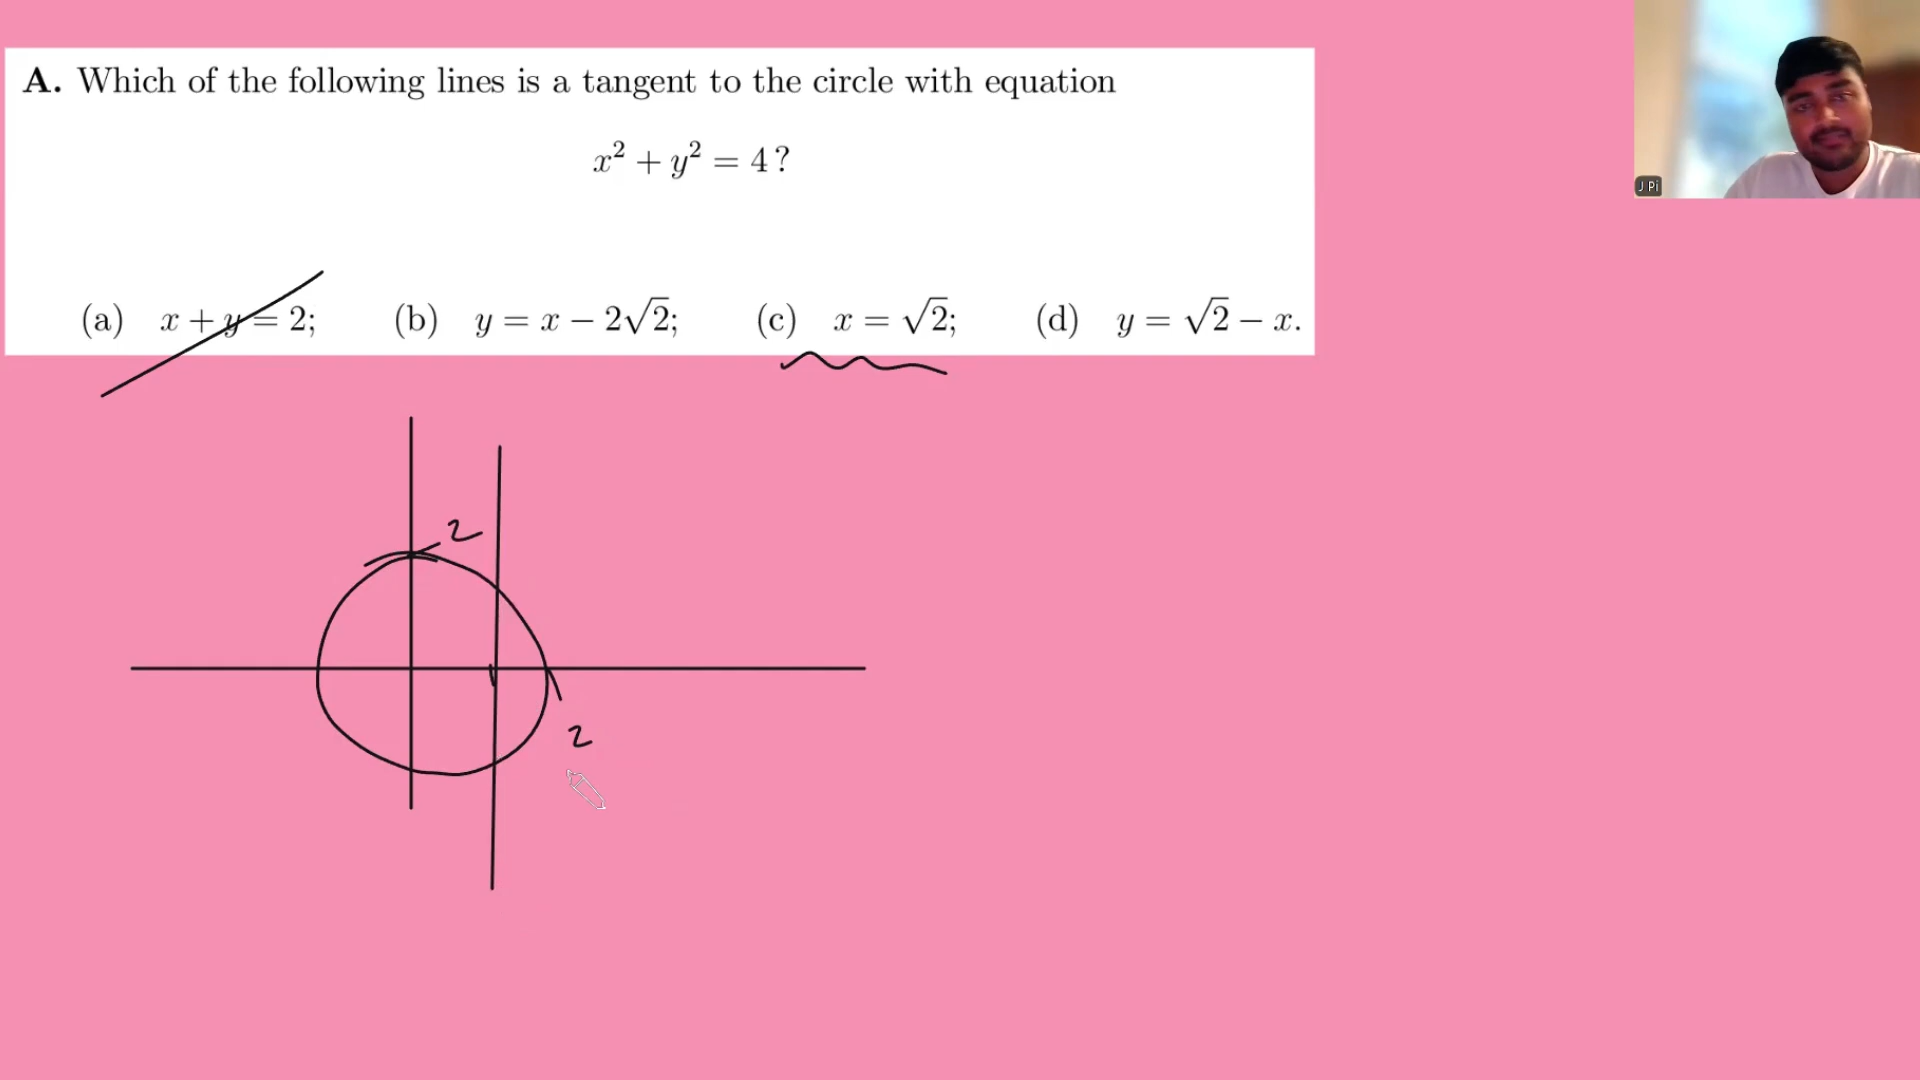 A. Which of the following lines is a tangent to the circle with equation
x² + y² = 4?
(a) x + y = 2; (b) y = x − 2√2; (c) x = √2; (d) y = √2 − x.
J Pi
2
2